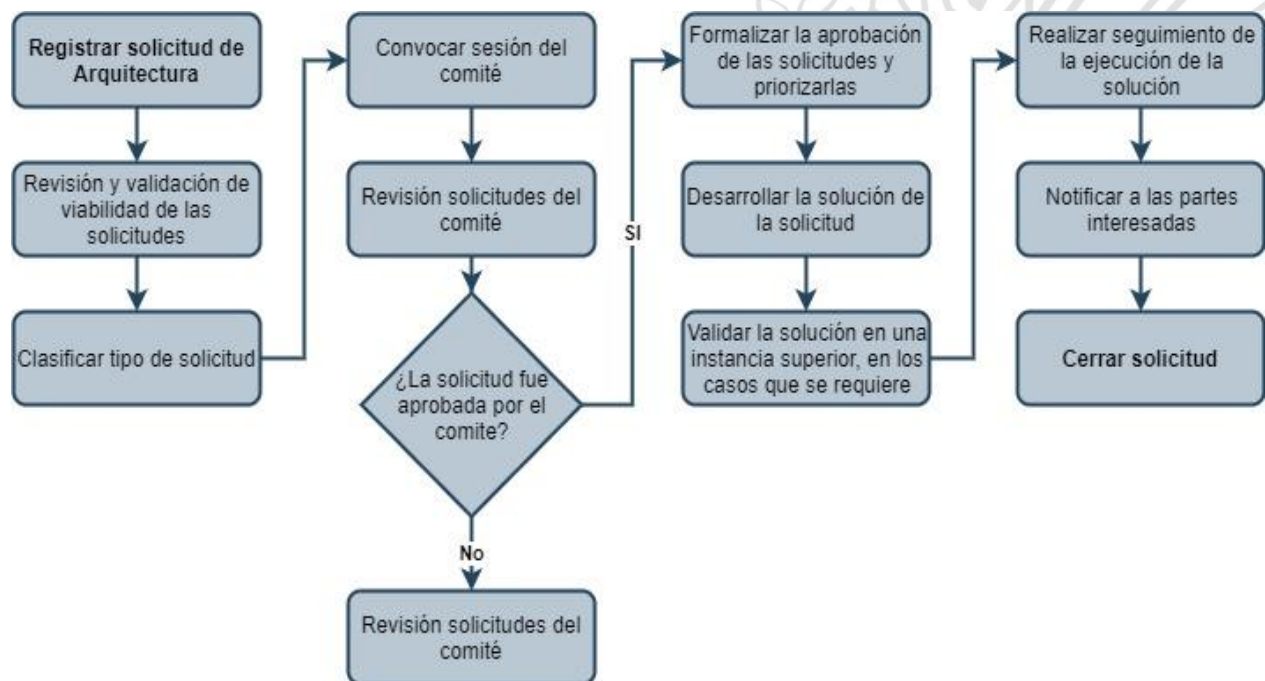 Registrar solicitud de
Arquitectura
Revisión y validación de
viabilidad de las
solicitudes
Clasificar tipo de solicitud
Convocar sesión del
comité
Revisión solicitudes del
comité
¿La solicitud fue
aprobada por el
comite?
No
Revisión solicitudes del
comité
SI
Formalizar la aprobación
de las solicitudes y
priorizarlas
Desarrollar la solución de
la solicitud
Validar la solución en una
instancia superior, en los
casos que se requiere
Realizar seguimiento de
la ejecución de la
solución
Notificar a las partes
interesadas
Cerrar solicitud